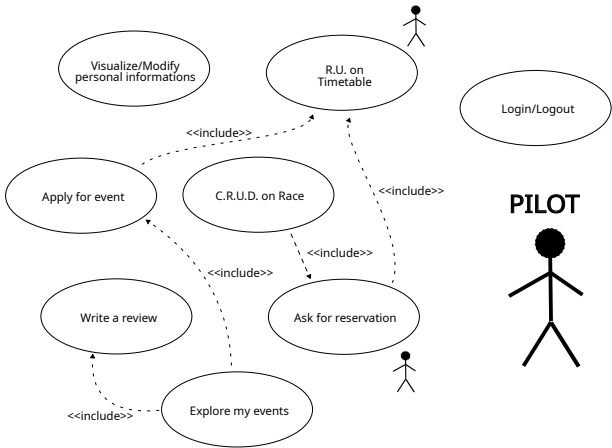 Visualize/Modify
personal informations
R.U. on
Timetable
Login/Logout
<<include>>
Apply for event
C.R.U.D. on Race
<<include>>
PILOT
<<include>>
<<include>>
Write a review
Ask for reservation
Explore my events
<<include>>